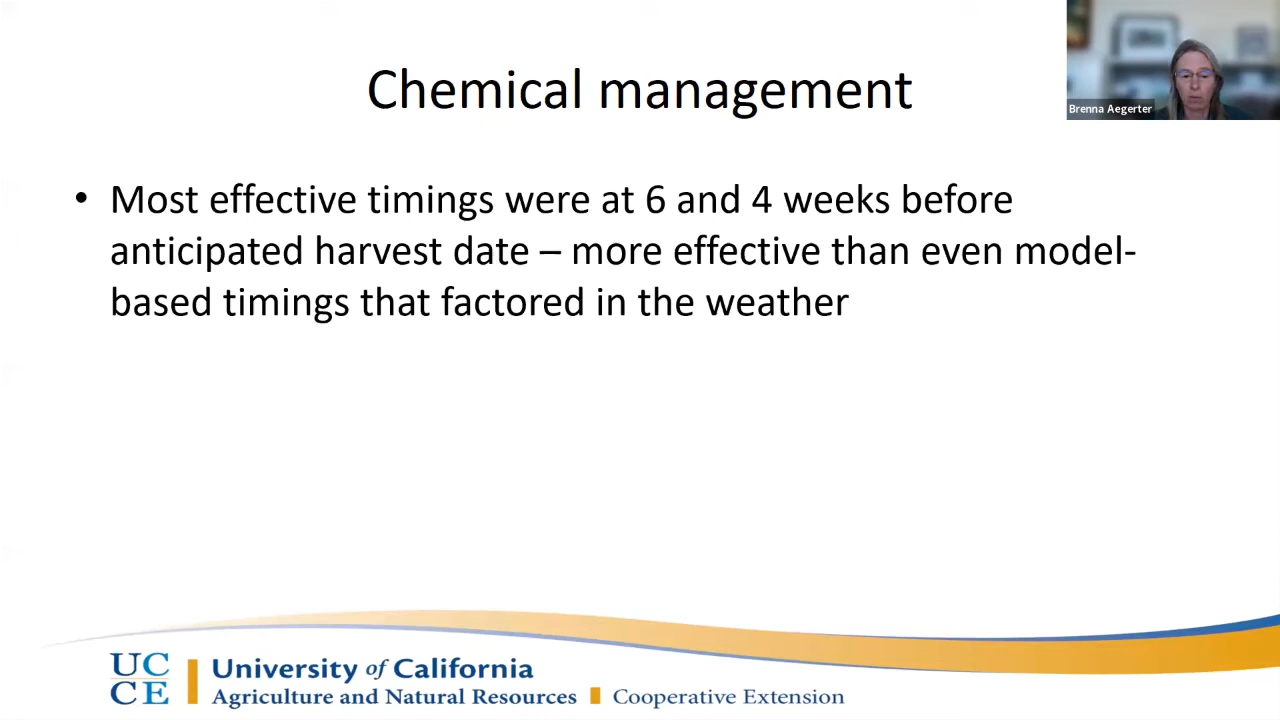 Chemical management
Brenna Aegerter
• Most effective timings were at 6 and 4 weeks before
anticipated harvest date – more effective than even model-
based timings that factored in the weather
UC
CE
University of California
Agriculture and Natural Resources
Cooperative Extension